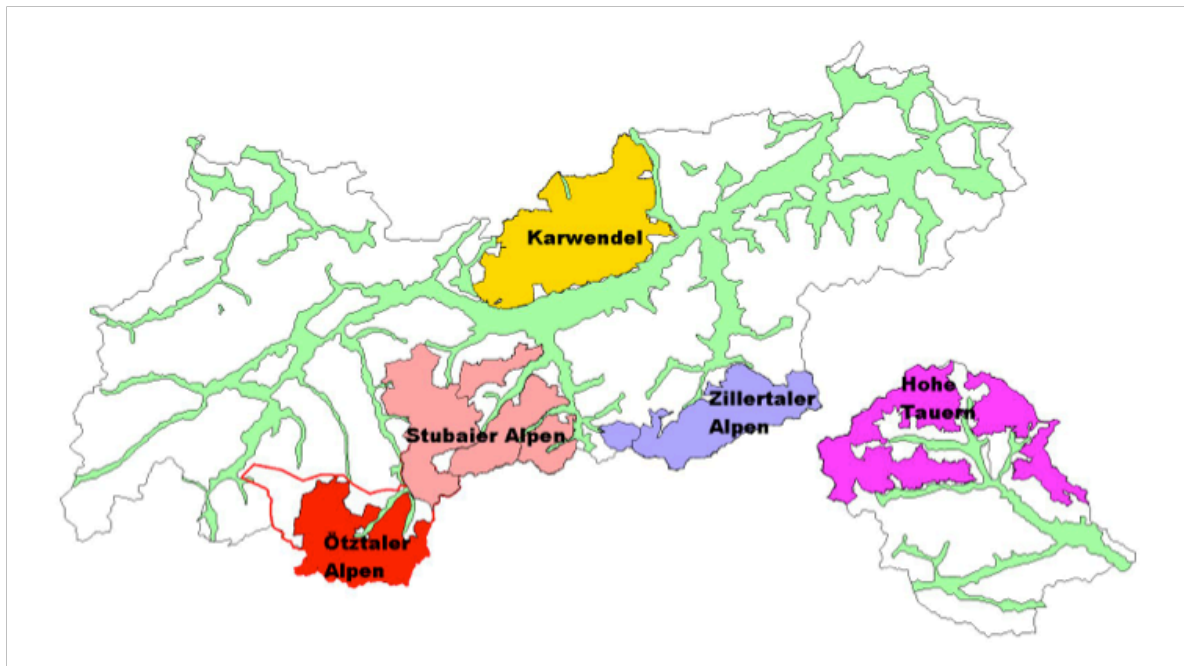 Karwendel
Hohe
Tauern
Zillertaler
Alpen
Stubaier Alpen
Ötztaler
Alpen